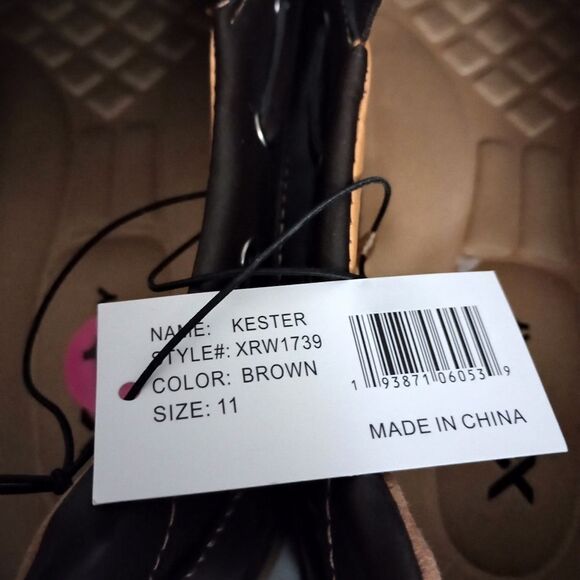 NAME: KESTER
STYLE#: XRW1739
COLOR: BROWN
SIZE: 11
1 93871 06053 9
MADE IN CHINA